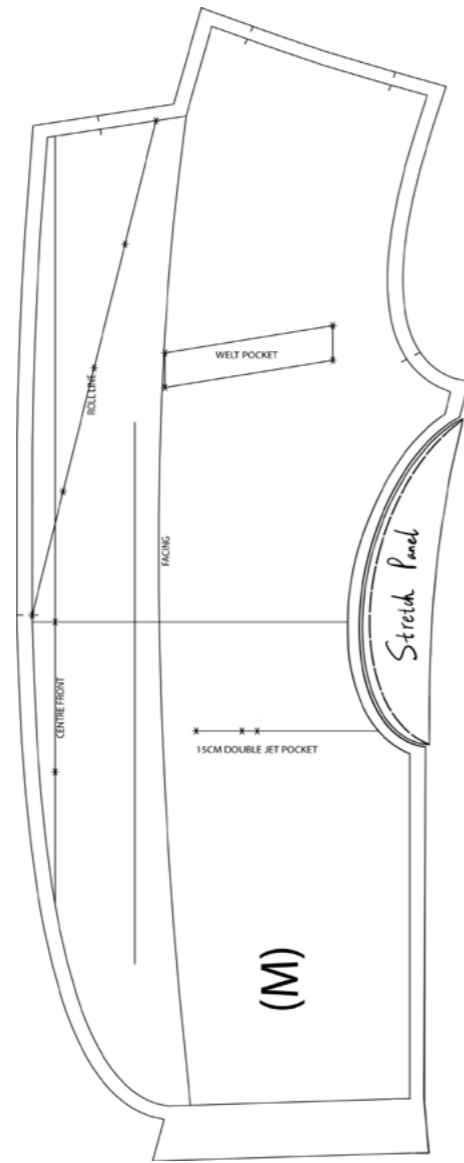 WELT POCKET
ROLL LINE
FACING
Stretch Panel
CENTRE FRONT
15CM DOUBLE JET POCKET
(M)